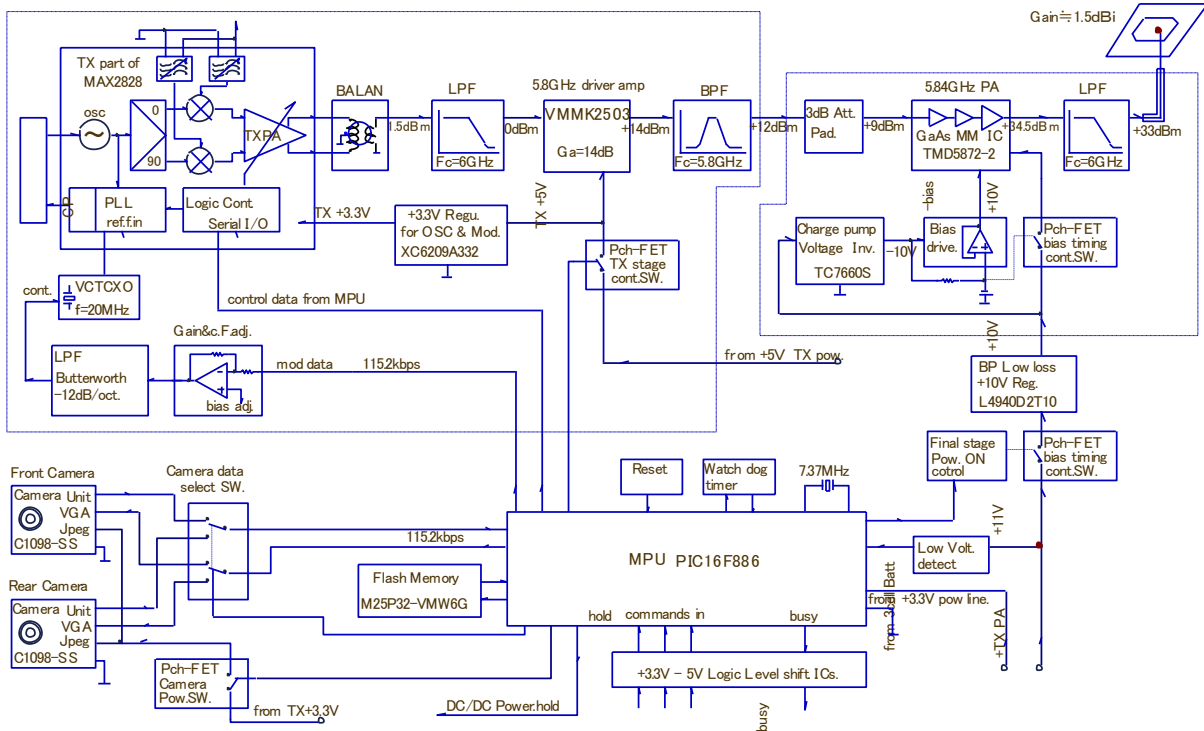 Gain≒1.5dBi
TX part of
MAX2828
osc
0
90
TXPA
BALAN
1.5dBm
LPF
Fc=6GHz
0dBm
5.8GHz driver amp
VMMK2503
Ga=14dB
+14dBm
BPF
Fc=5.8GHz
+12dBm
3dB Att.
Pad.
+9dBm
5.84GHz PA
GaAs MM IC
TMD5872-2
+34.5dBm
LPF
Fc=6GHz
+33dBm
CP
PLL
ref.f.in
Logic Cont.
Serial I/O
TX +3.3V
+3.3V Regu.
for OSC & Mod.
XC6209A332
TX +5V
Pch-FET
TX stage
cont.SW.
Charge pump
Voltage Inv.
TC7660S
-10V
-bias
+10V
Bias
drive.
Pch-FET
bias timing
cont.SW.
cont.
VCTCXO
f=20MHz
control data from MPU
Gain&c.F.adj.
LPF
Butterworth
-12dB/oct.
bias adj.
mod data
115.2kbps
from +5V TX pow.
+10V
BP Low loss
+10V Reg.
L4940D2T10
Final stage
Pow. ON
cotrol
Pch-FET
bias timing
cont.SW.
Front Camera
Camera Unit
VGA
Jpeg
C1098-SS
Camera data
select SW.
Reset
Watch dog
timer
7.37MHz
+11V
115.2kbps
MPU PIC16F886
Low Volt.
detect
Flash Memory
M25P32-VMW6G
Rear Camera
Camera Unit
VGA
Jpeg
C1098-SS
hold
commands in
busy
from +3.3V pow line.
from 3cell Batt
+TX PA
Pch-FET
Camera
Pow.SW.
+3.3V - 5V Logic Level shift ICs.
from TX+3.3V
DC/DC Power.hold
busy